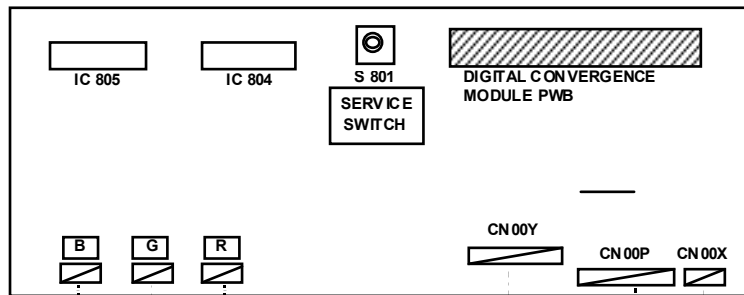 IC 805
IC 804
S 801
DIGITAL CONVERGENCE
MODULE PWB
SERVICE
SWITCH
B
G
R
CN00Y
CN00P
CN00X